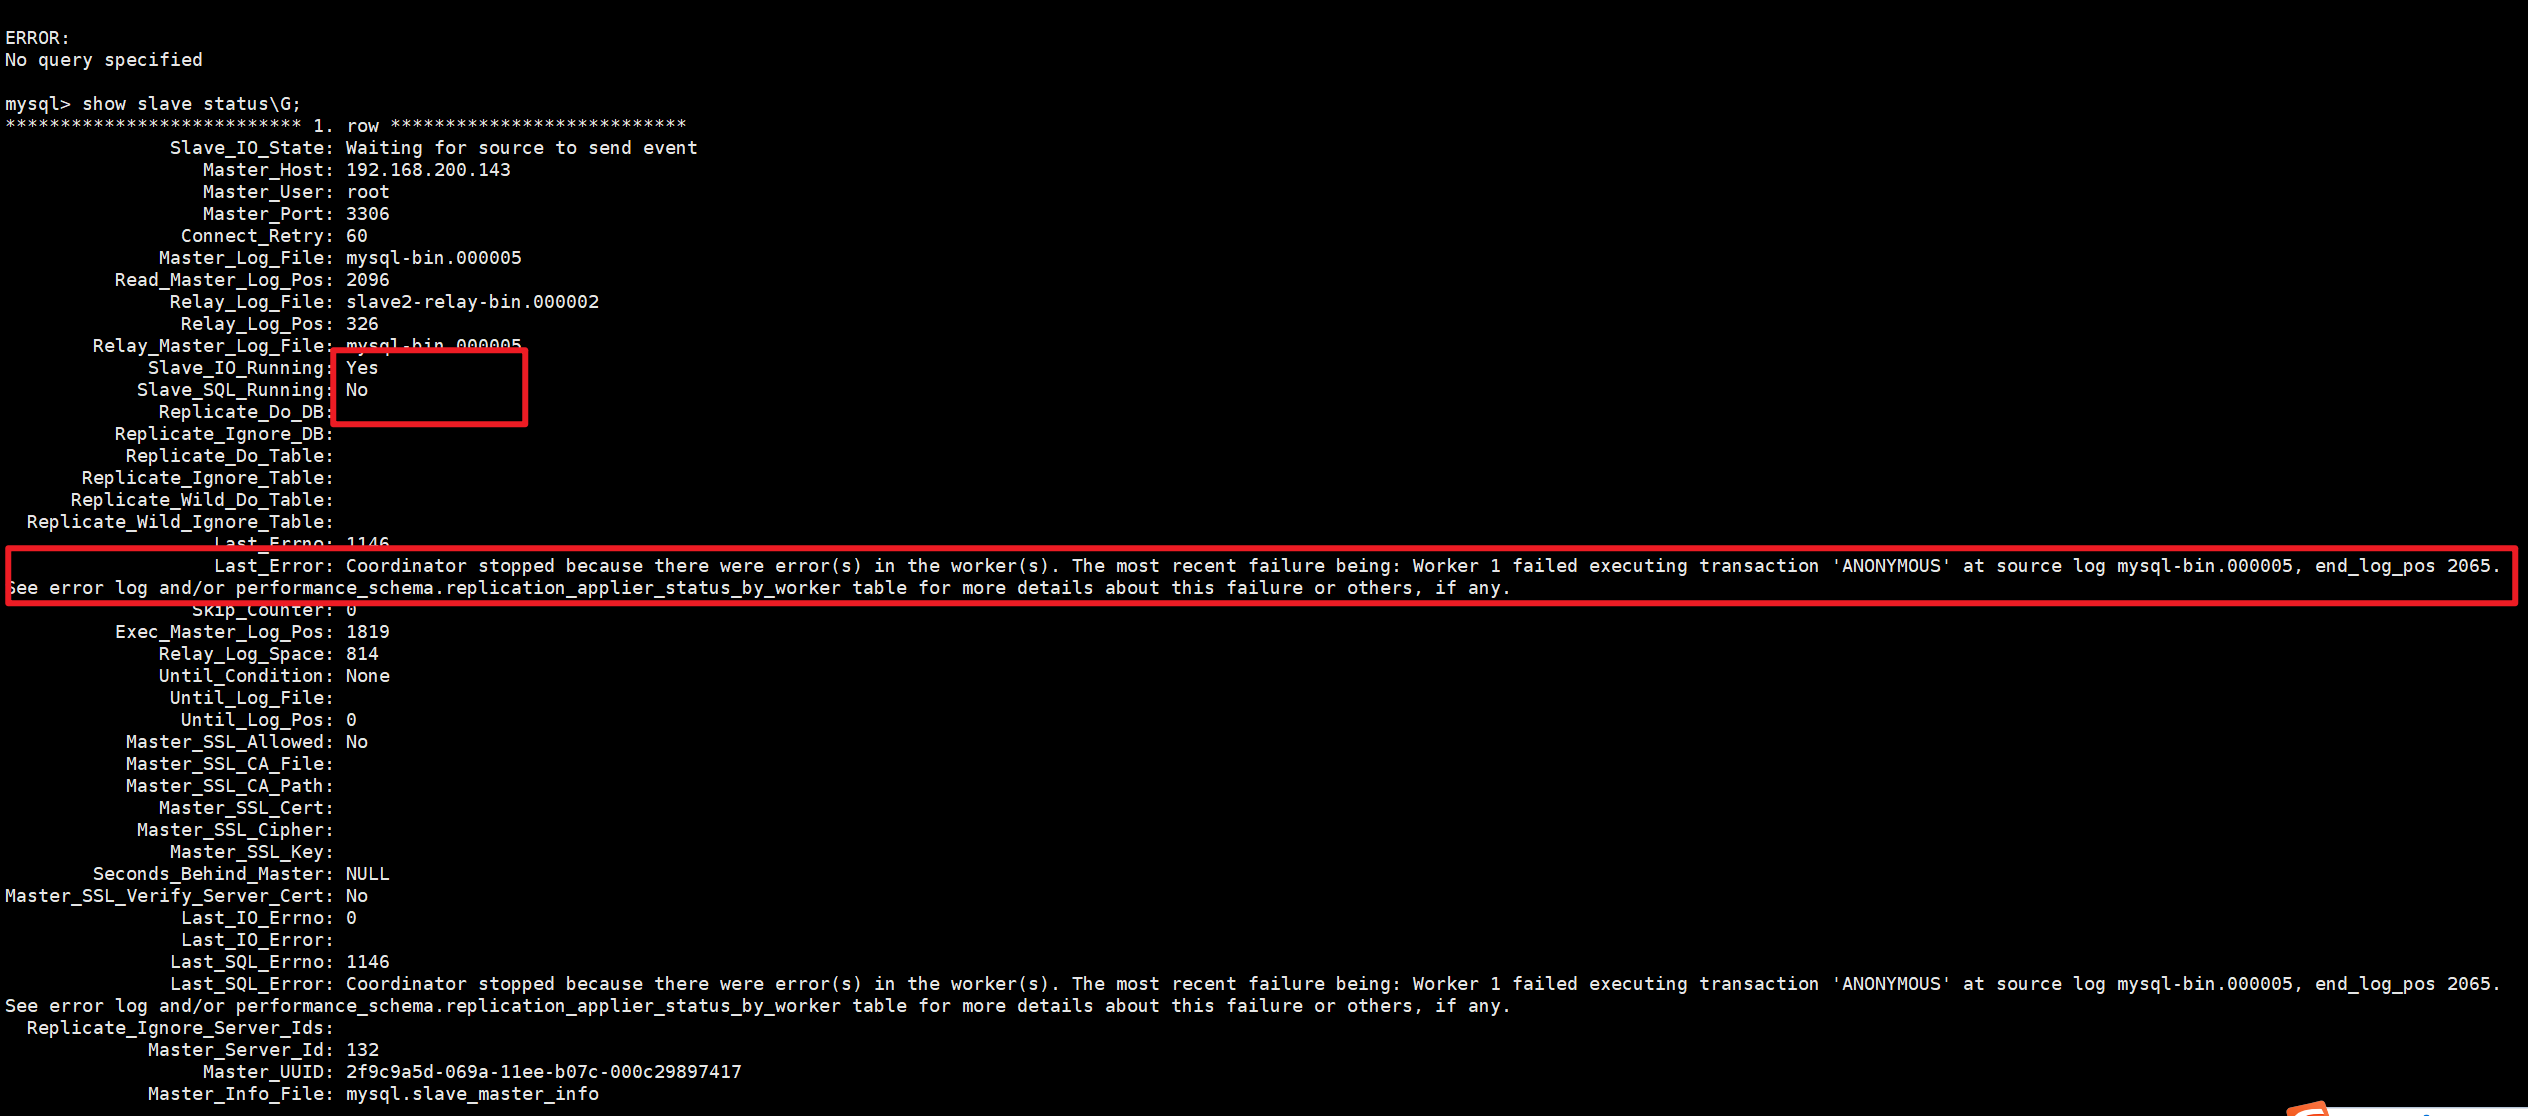 ERROR:
No query specified
mysql> show slave status\G;
*************************** 1. row ***************************
Slave_IO_State: Waiting for source to send event
Master_Host: 192.168.200.143
Master_User: root
Master_Port: 3306
Connect_Retry: 60
Master_Log_File: mysql-bin.000005
Read_Master_Log_Pos: 2096
Relay_Log_File: slave2-relay-bin.000002
Relay_Log_Pos: 326
Relay_Master_Log_File: mysql-bin.000005
Slave_IO_Running: Yes
Slave_SQL_Running: No
Replicate_Do_DB:
Replicate_Ignore_DB:
Replicate_Do_Table:
Replicate_Ignore_Table:
Replicate_Wild_Do_Table:
Replicate_Wild_Ignore_Table:
Last_Errno: 1146
Last_Error: Coordinator stopped because there were error(s) in the worker(s). The most recent failure being: Worker 1 failed executing transaction 'ANONYMOUS' at source log mysql-bin.000005, end_log_pos 2065.
See error log and/or performance_schema.replication_applier_status_by_worker table for more details about this failure or others, if any.
Skip_Counter: 0
Exec_Master_Log_Pos: 1819
Relay_Log_Space: 814
Until_Condition: None
Until_Log_File:
Until_Log_Pos: 0
Master_SSL_Allowed: No
Master_SSL_CA_File:
Master_SSL_CA_Path:
Master_SSL_Cert:
Master_SSL_Cipher:
Master_SSL_Key:
Seconds_Behind_Master: NULL
Master_SSL_Verify_Server_Cert: No
Last_IO_Errno: 0
Last_IO_Error:
Last_SQL_Errno: 1146
Last_SQL_Error: Coordinator stopped because there were error(s) in the worker(s). The most recent failure being: Worker 1 failed executing transaction 'ANONYMOUS' at source log mysql-bin.000005, end_log_pos 2065.
See error log and/or performance_schema.replication_applier_status_by_worker table for more details about this failure or others, if any.
Replicate_Ignore_Server_Ids:
Master_Server_Id: 132
Master_UUID: 2f9c9a5d-069a-11ee-b07c-000c29897417
Master_Info_File: mysql.slave_master_info